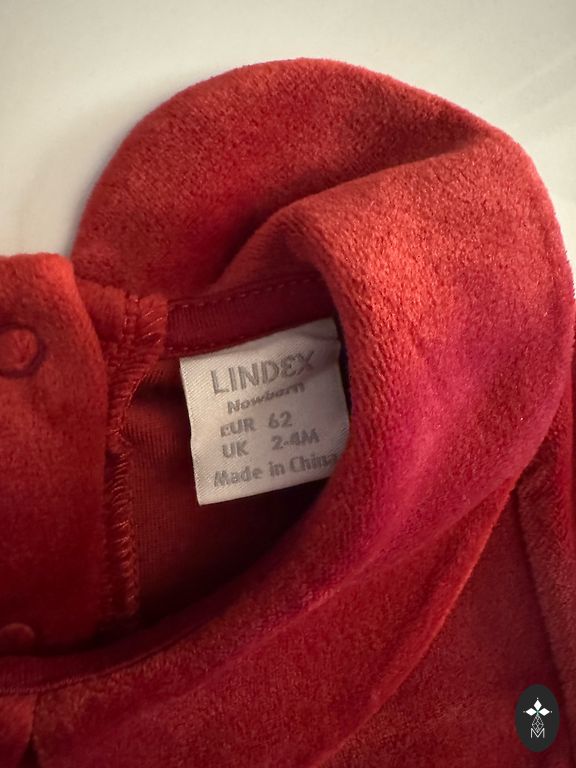 LINDEX
Newborn
EUR 62
UK 2-4M
Made in China